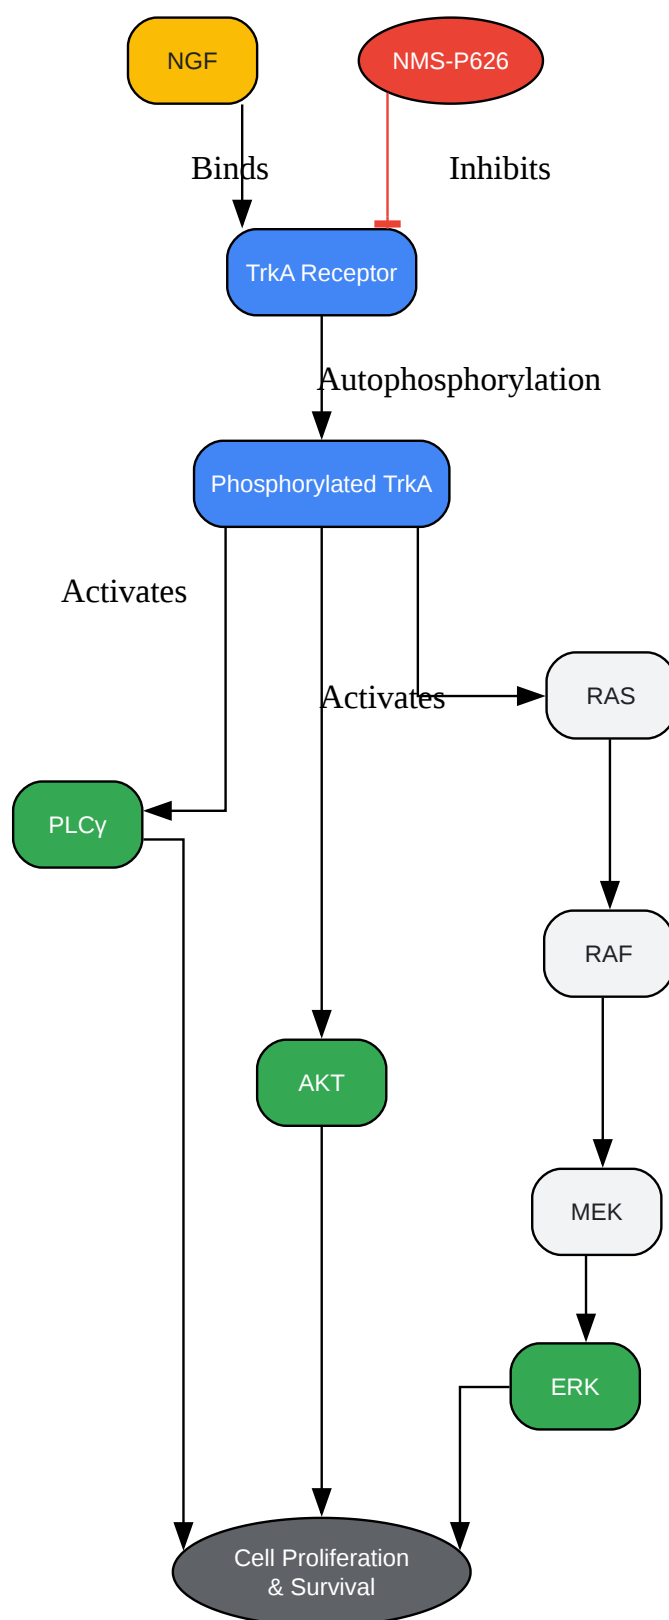 NGF
NMS-P626
Binds
Inhibits
TrkA Receptor
Autophosphorylation
Phosphorylated TrkA
Activates
Activates
RAS
PLCγ
RAF
AKT
MEK
ERK
Cell Proliferation
& Survival